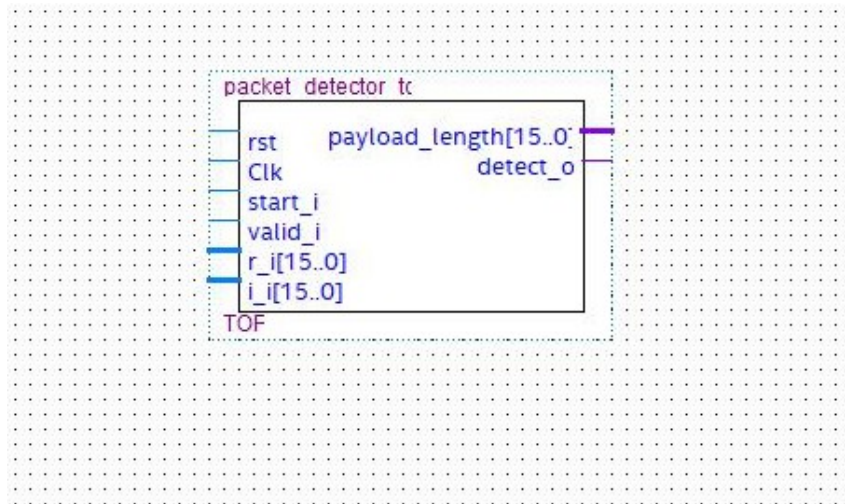 packet_detector_tc
rst payload_length[15..0]
Clk detect_o
start_i
valid_i
r_i[15..0]
i_i[15..0]
TOF